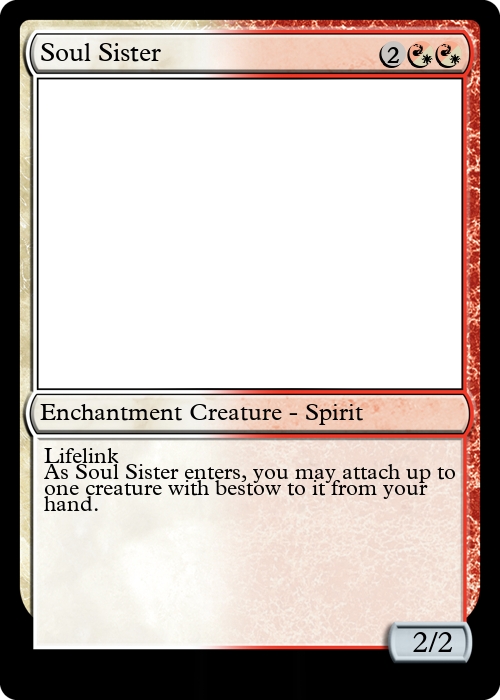 Soul Sister 2
Enchantment Creature - Spirit
Lifelink
As Soul Sister enters, you may attach up to
one creature with bestow to it from your
hand.
2/2